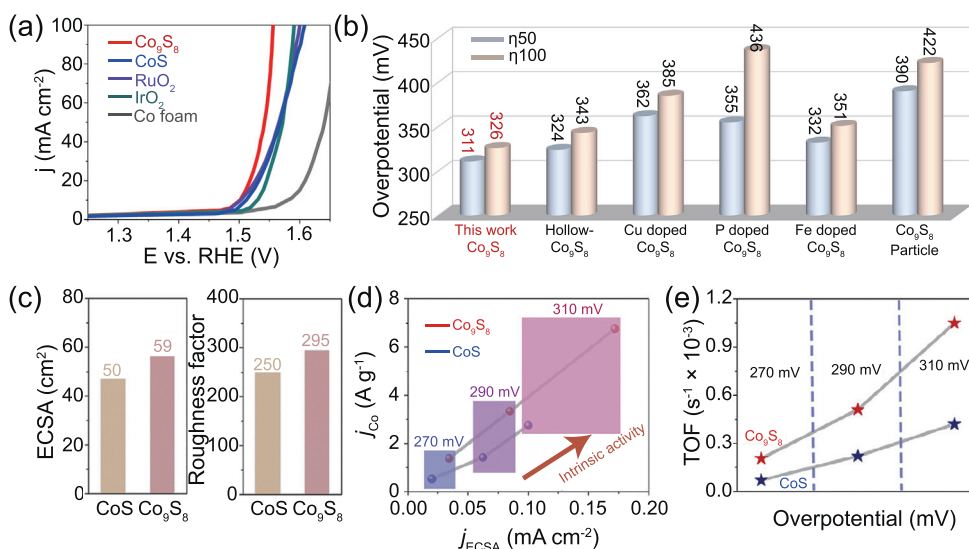 (a)
100
80
60
40
20
0
j (mA cm⁻²)
Co₉S₈
CoS
RuO₂
IrO₂
Co foam
1.3
1.4
1.5
1.6
E vs. RHE (V)
(b)
450
400
350
300
250
Overpotential (mV)
η50
η100
311
326
324
343
362
385
355
436
332
351
390
422
This work
Co₉S₈
Hollow-
Co₉S₈
Cu doped
Co₉S₈
P doped
Co₉S₈
Fe doped
Co₉S₈
Co₉S₈
Particle
(c)
80
60
40
20
0
ECSA (cm²)
50
59
CoS Co₉S₈
400
300
200
100
0
Roughness factor
250
295
CoS Co₉S₈
(d)
8
6
4
2
0
j_Co (A g⁻¹)
Co₉S₈
CoS
270 mV
290 mV
310 mV
Intrinsic activity
0.00
0.05
0.10
0.15
0.20
j_ECSA (mA cm⁻²)
(e)
1.2
0.9
0.6
0.3
0.0
TOF (s⁻¹ × 10⁻³)
270 mV
290 mV
310 mV
Co₉S₈
CoS
Overpotential (mV)